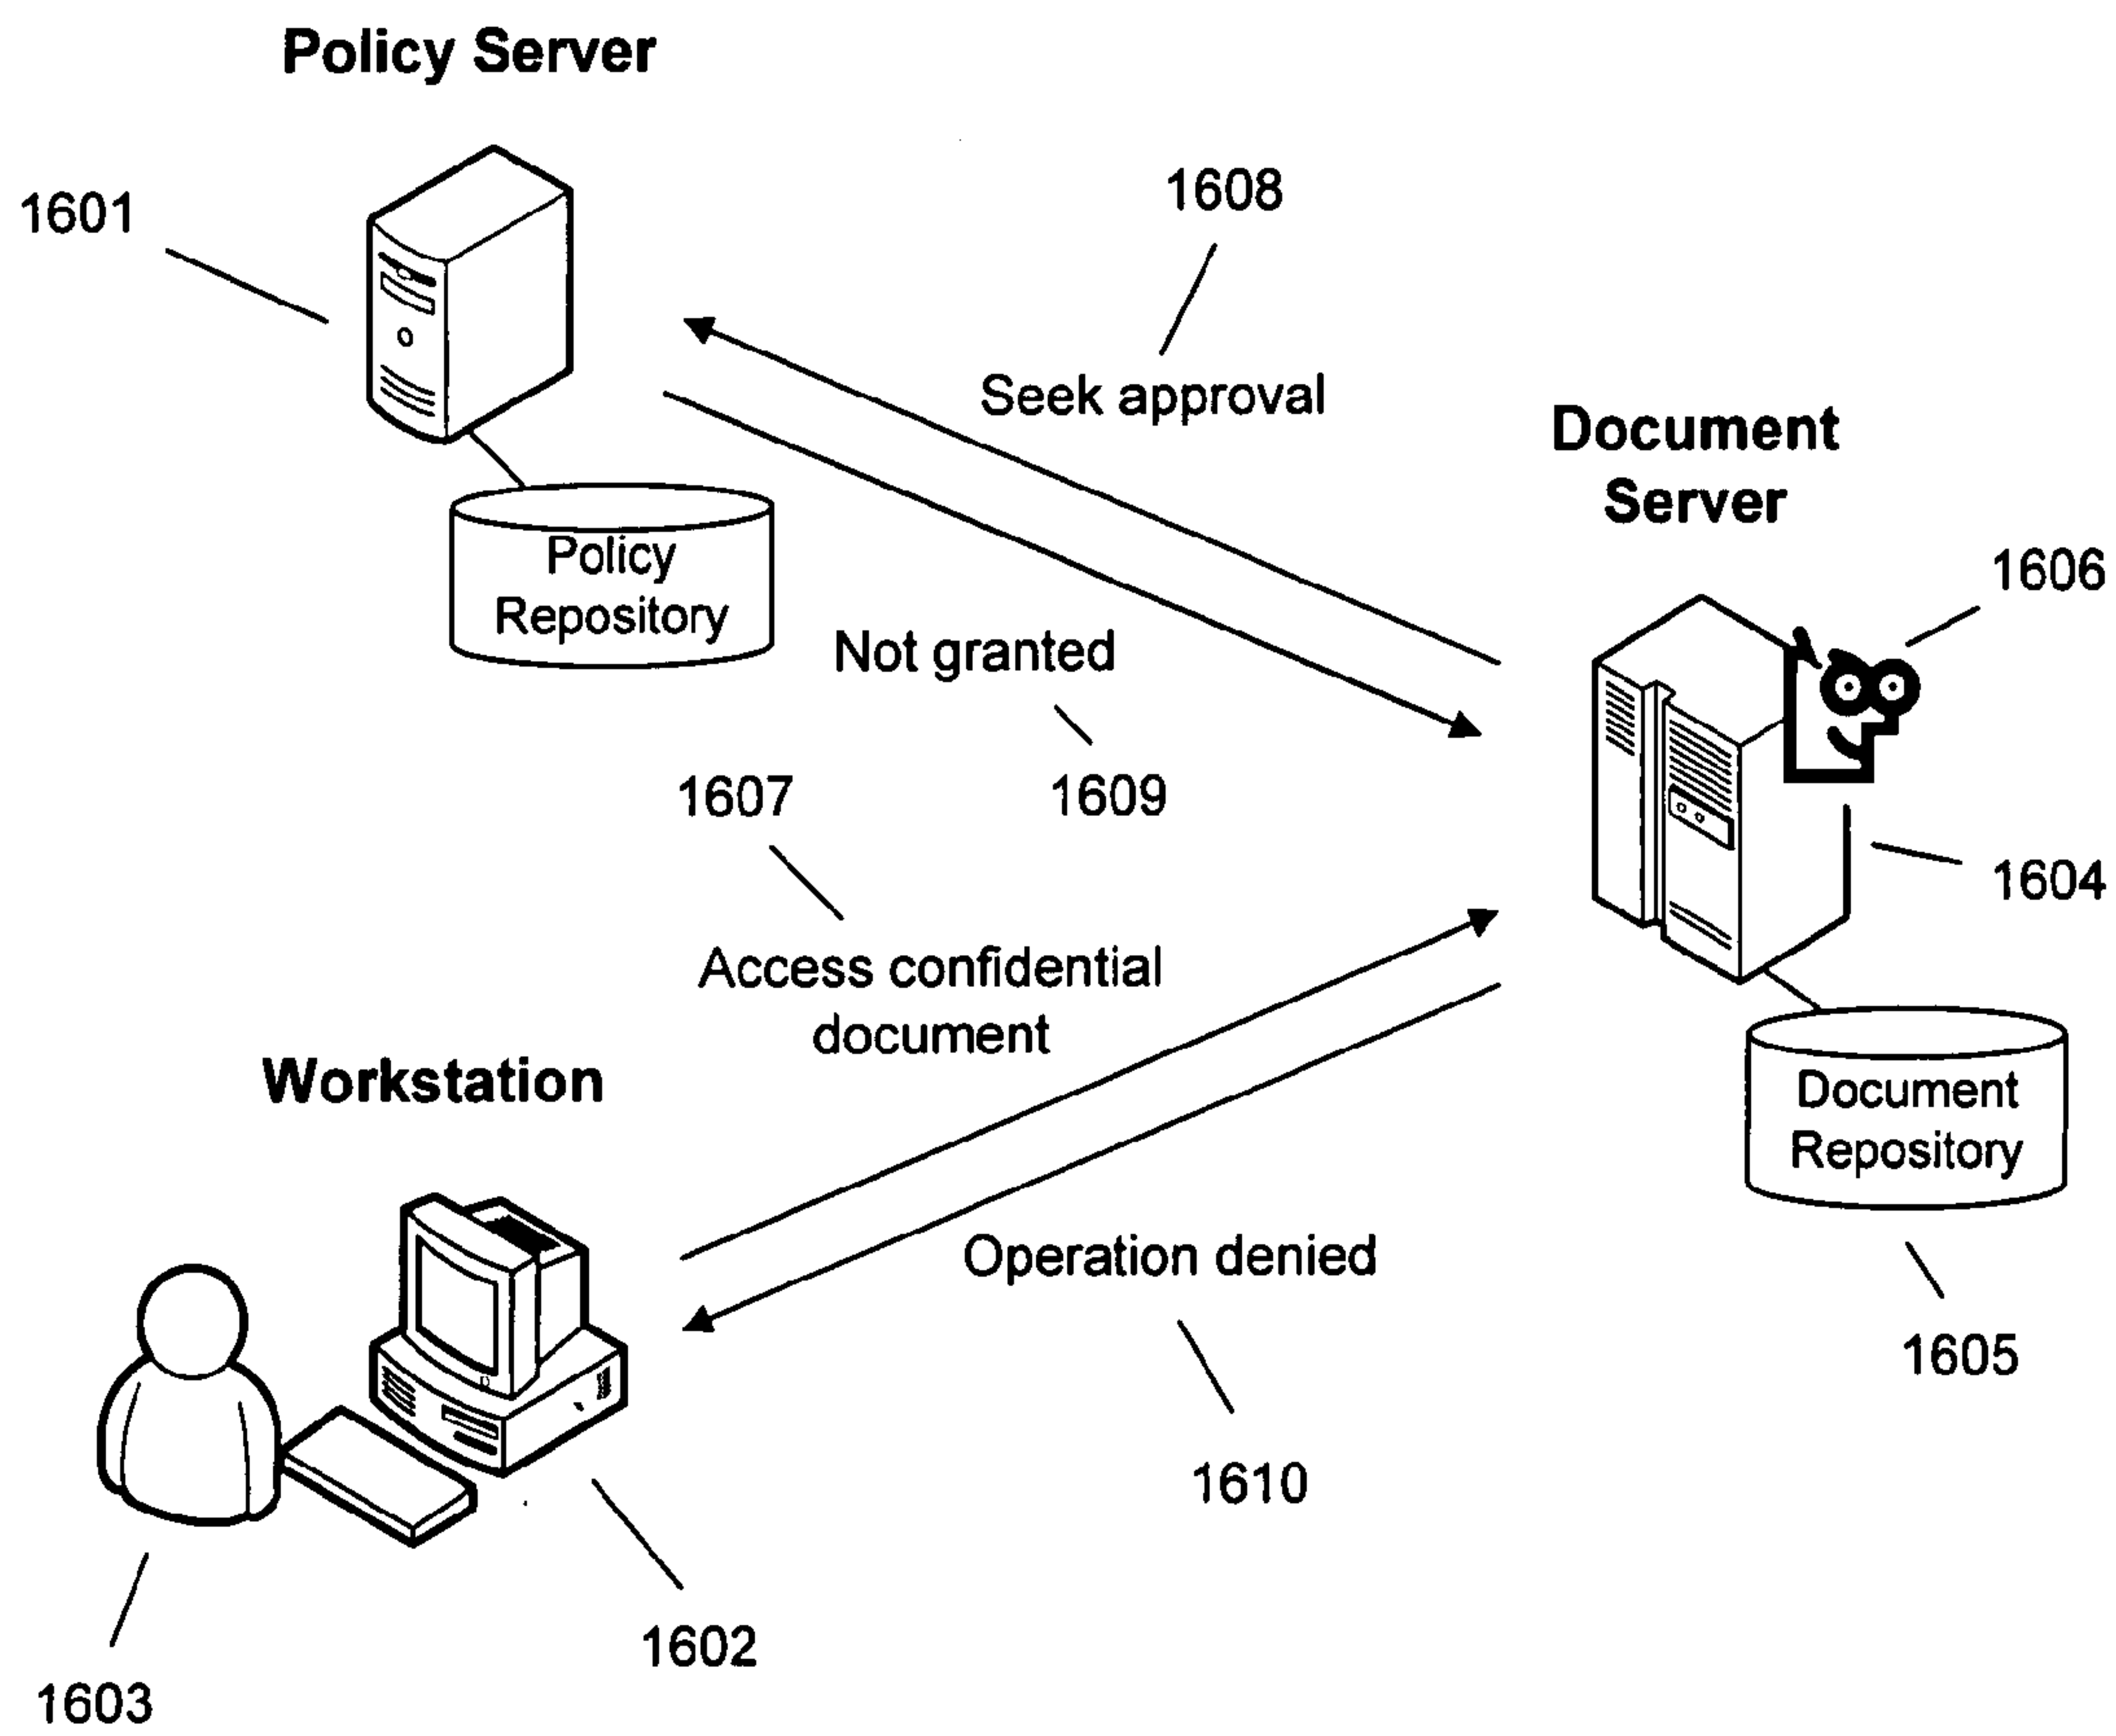 Policy Server
1601
1608
Seek approval
Document
Server
1606
Policy
Repository
Not granted
1607
1609
1604
Access confidential
document
Workstation
Document
Repository
Operation denied
1605
1610
1602
1603